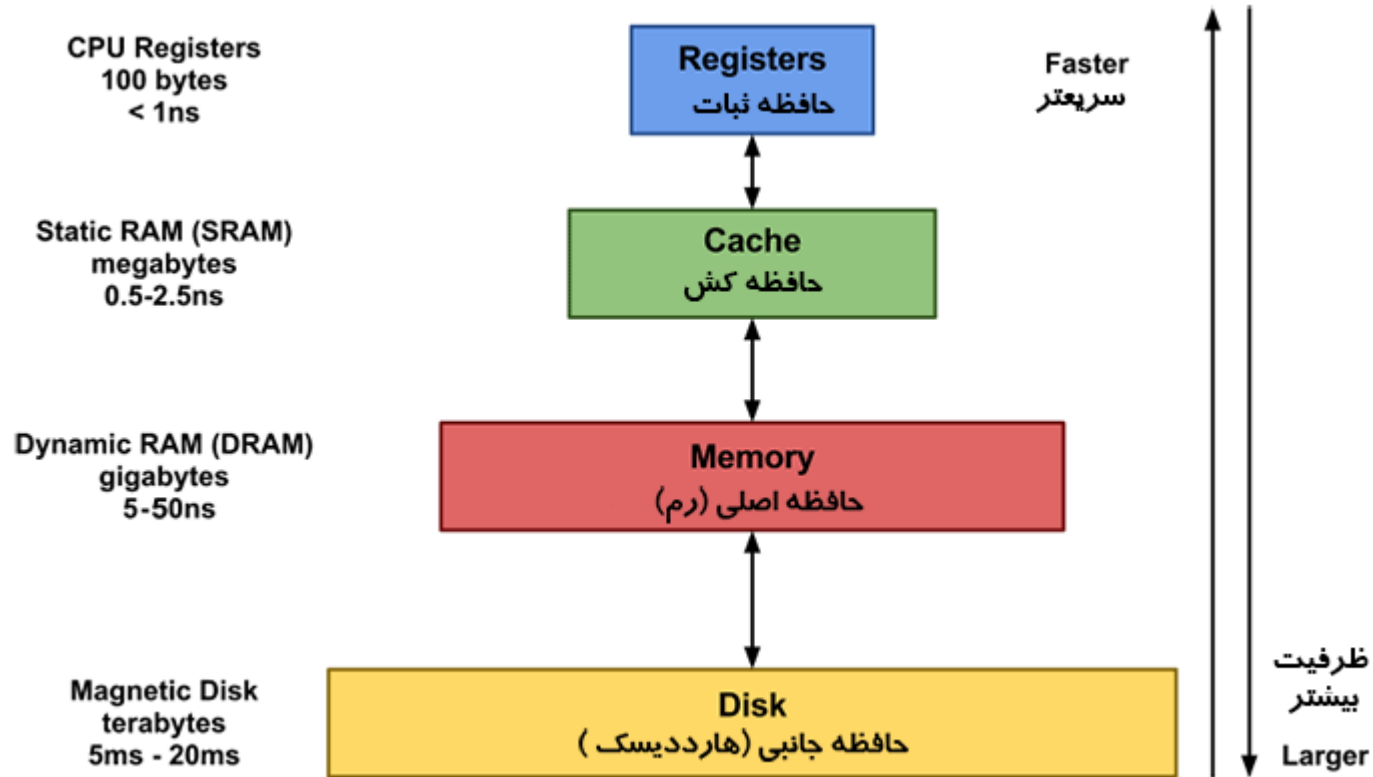 CPU Registers
100 bytes
< 1ns
Registers
حافظه ثبات
Faster
سریعتر
Static RAM (SRAM)
megabytes
0.5-2.5ns
Cache
حافظه کش
Dynamic RAM (DRAM)
gigabytes
5-50ns
Memory
حافظه اصلی (رم)
Magnetic Disk
terabytes
5ms - 20ms
Disk
حافظه جانبی (هارددیسک )
ظرفیت
بیشتر
Larger